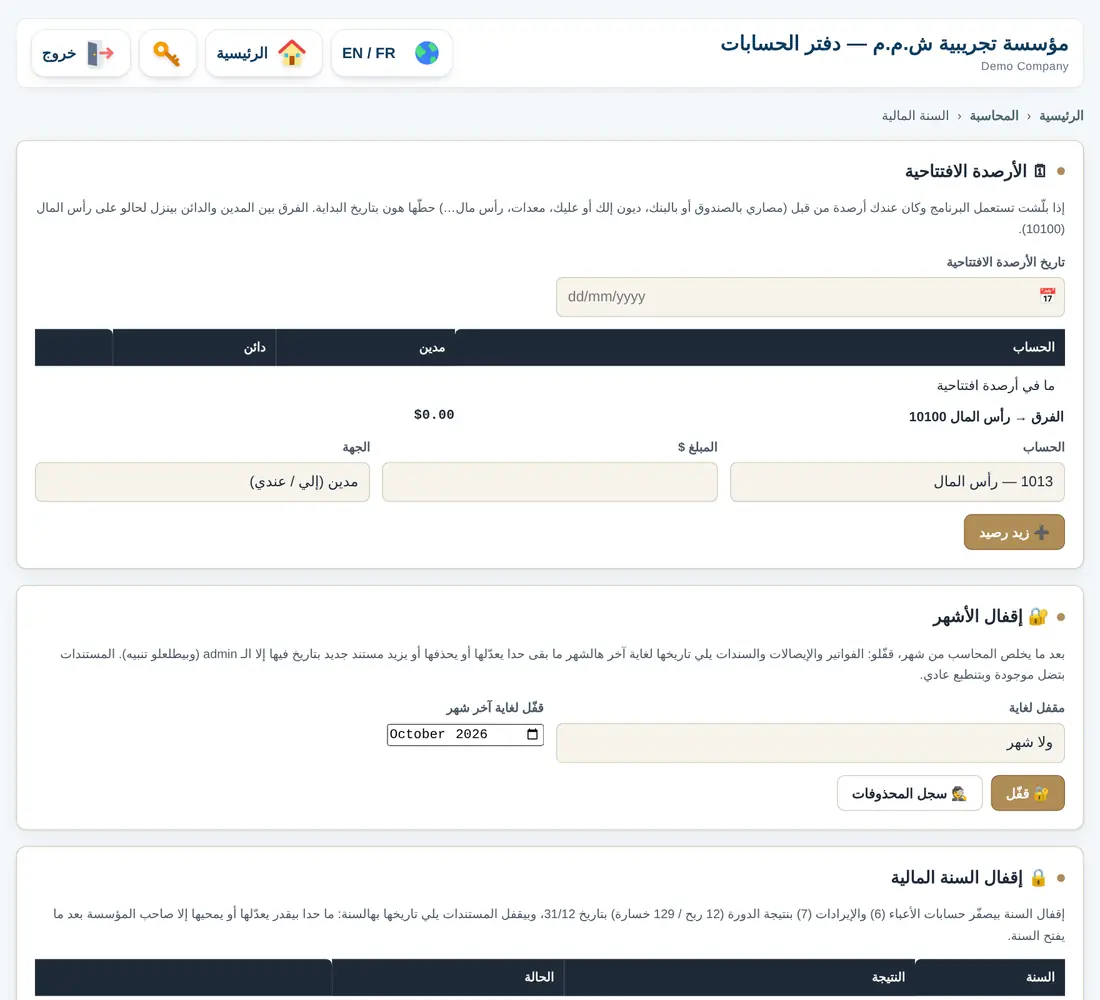 مؤسسة تجريبية ش.م.م — دفتر الحسابات
Demo Company
EN / FR
الرئيسية
خروج
الرئيسية ‹ المحاسبة ‹ السنة المالية
الأرصدة الافتتاحية
إذا بلّشت تستعمل البرنامج وكان عندك أرصدة من قبل (مصاري بالصندوق أو بالبنك، ديون إلك أو عليك، معدات، رأس مال…) حطّها هون بتاريخ البداية. الفرق بين المدين والدائن بينزل لحالو على رأس المال
(10100).
تاريخ الأرصدة الافتتاحية
dd/mm/yyyy
الحساب مدين دائن
ما في أرصدة افتتاحية
الفرق → رأس المال 10100 $0.00
الحساب المبلغ $ الجهة
1013 — رأس المال مدين (إلي / عندي)
➕ زيد رصيد
🔐 إقفال الأشهر
بعد ما يخلص المحاسب من شهر، قفّلو: الفواتير والإيصالات والسندات يلي تاريخها لغاية آخر هالشهر ما بقى حدا يعدّلها أو يحذفها أو يزيد مستند جديد بتاريخ فيها إلا الـ admin (وبيطلعلو تنبيه). المستندات
بتضل موجودة وبتنطبع عادي.
مقفل لغاية قفّل لغاية آخر شهر
ولا شهر October 2026
🔐 قفّل 🕵 سجل المحذوفات
🔒 إقفال السنة المالية
إقفال السنة بيصفّر حسابات الأعباء (6) والإيرادات (7) بنتيجة الدورة (12 ربح / 129 خسارة) بتاريخ 31/12، وبيقفل المستندات يلي تاريخها بهالسنة: ما حدا بيقدر يعدّلها أو يمحيها إلا صاحب المؤسسة بعد ما
يفتح السنة.
السنة النتيجة الحالة